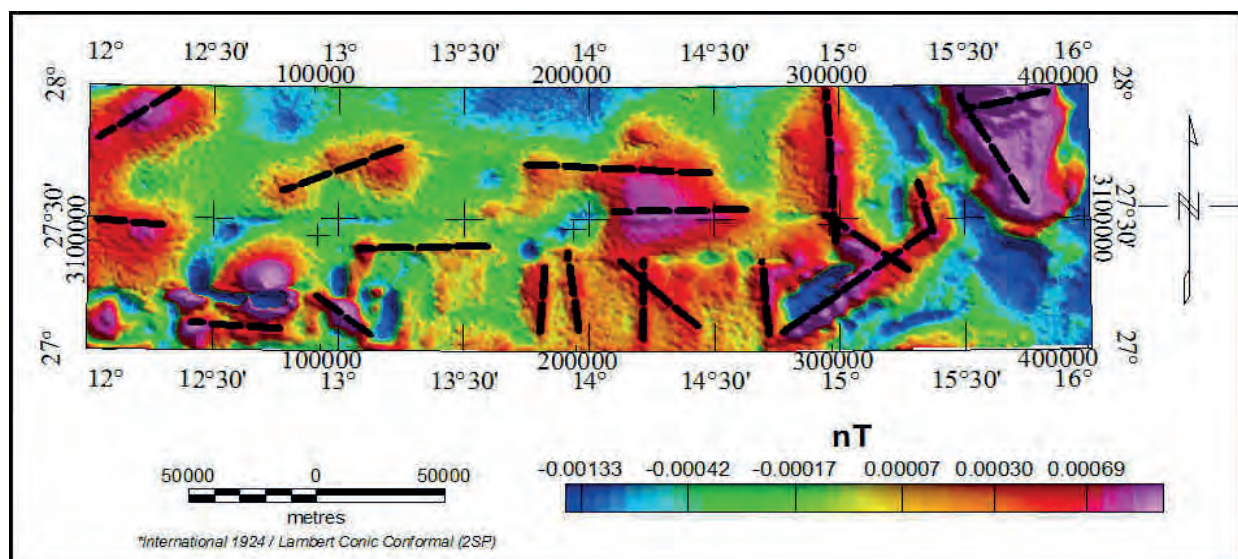 12° 12°30' 13° 13°30' 14° 14°30' 15° 15°30' 16°
100000 200000 300000 400000
28° 28°
27°30' 27°30'
3100000 3100000
N
27° 27°
100000 200000 300000 400000
12° 12°30' 13° 13°30' 14° 14°30' 15° 15°30' 16°
nT
50000 0 50000
-0.00133 -0.00042 -0.00017 0.00007 0.00030 0.00069
metres
*International 1924 / Lambert Conic Conformal (2SP)